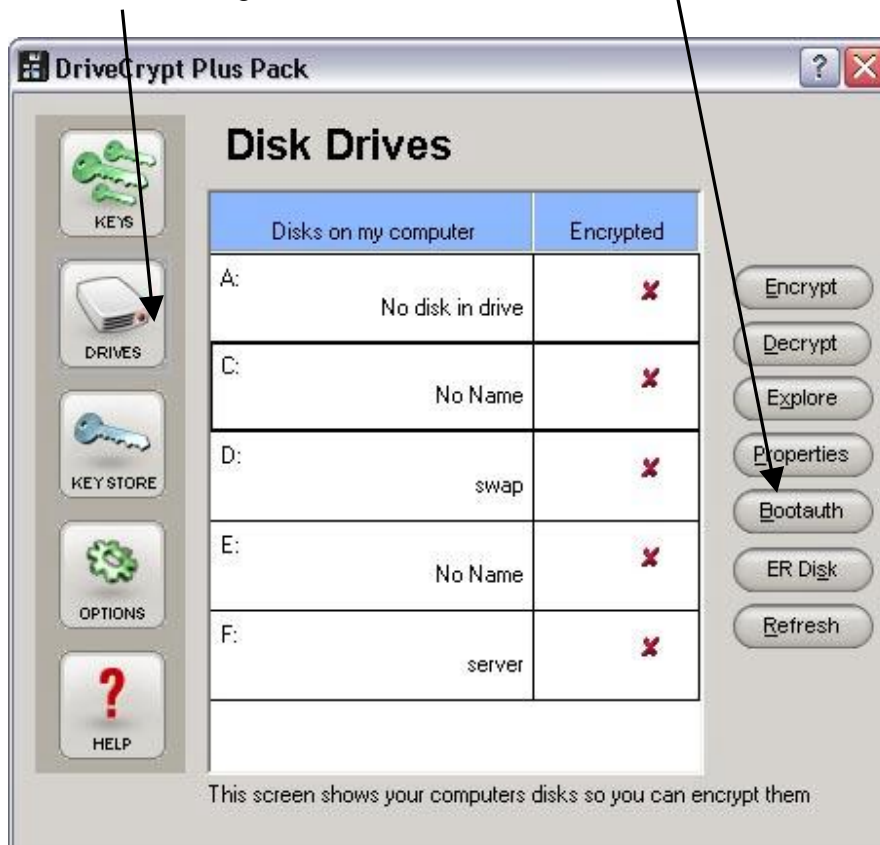 DriveCrypt Plus Pack
Disk Drives
KEYS
Disks on my computer Encrypted
A:
No disk in drive
Encrypt
DRIVES
Decrypt
C:
No Name
Explore
D:
swap
Properties
KEYSTORE
Bootauth
E:
No Name
ER Disk
OPTIONS
F:
server
Refresh
HELP
This screen shows your computers disks so you can encrypt them